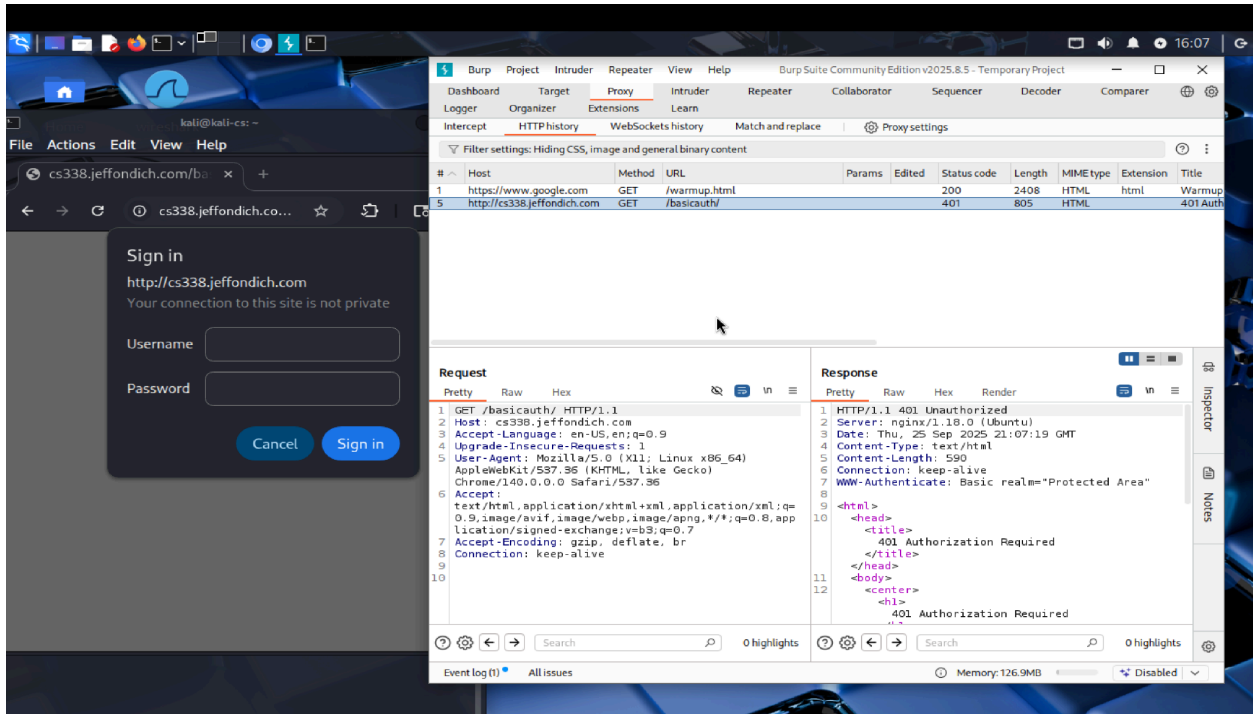 16:07
kali@kali-cs: ~
File Actions Edit View Help
cs338.jeffondich.com/ba
cs338.jeffondich.co...
Sign in
http://cs338.jeffondich.com
Your connection to this site is not private
Username
Password
Cancel Sign in
Burp Project Intruder Repeater View Help Burp Suite Community Edition v2025.8.5 - Temporary Project
Dashboard Target Proxy Intruder Repeater Collaborator Sequencer Decoder Comparer
Logger Organizer Extensions Learn
Intercept HTTP history WebSockets history Match and replace Proxy settings
Filter settings: Hiding CSS, image and general binary content
# Host Method URL Params Edited Status code Length MIME type Extension Title
1 https://www.google.com GET /warmup.html 200 2408 HTML html Warmup
5 http://cs338.jeffondich.com GET /basicauth/ 401 805 HTML 401 Auth
Request
Pretty Raw Hex \n
1 GET /basicauth/ HTTP/1.1
2 Host: cs338.jeffondich.com
3 Accept-Language: en-US,en;q=0.9
4 Upgrade-Insecure-Requests: 1
5 User-Agent: Mozilla/5.0 (X11; Linux x86_64)
AppleWebKit/537.36 (KHTML, like Gecko)
Chrome/140.0.0.0 Safari/537.36
6 Accept:
text/html,application/xhtml+xml,application/xml;q=
0.9,image/avif,image/webp,image/apng,*/*;q=0.8,app
lication/signed-exchange;v=b3;q=0.7
7 Accept-Encoding: gzip, deflate, br
8 Connection: keep-alive
9
10
Search 0 highlights
Response
Pretty Raw Hex Render \n
1 HTTP/1.1 401 Unauthorized
2 Server: nginx/1.18.0 (Ubuntu)
3 Date: Thu, 25 Sep 2025 21:07:19 GMT
4 Content-Type: text/html
5 Content-Length: 590
6 Connection: keep-alive
7 WWW-Authenticate: Basic realm="Protected Area"
8
9 <html>
10 <head>
<title>
401 Authorization Required
</title>
</head>
11 <body>
12 <center>
<h1>
401 Authorization Required
Search 0 highlights
Inspector
Notes
Event log (1) All issues Memory: 126.9MB Disabled